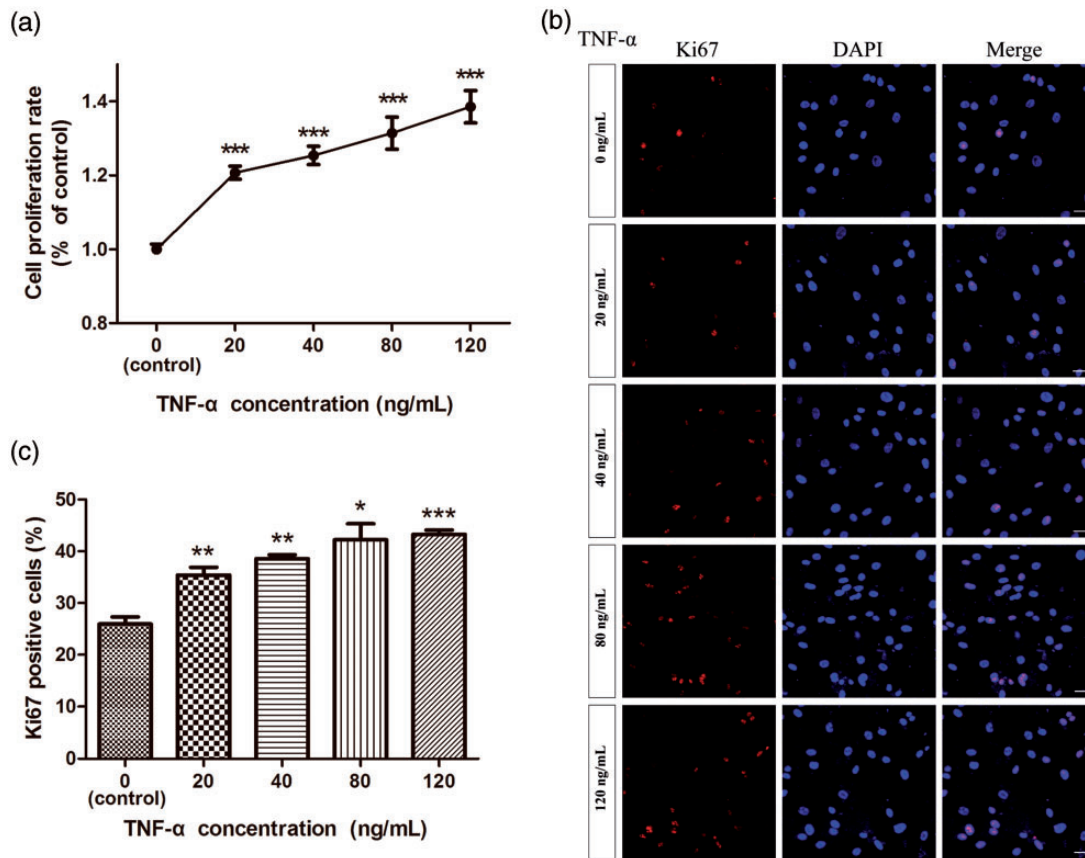 (a)
Cell proliferation rate
(% of control)
1.4
1.2
1.0
0.8
***
***
***
***
0
(control)
20
40
80
120
TNF-α concentration (ng/mL)
(b)
TNF-α
Ki67
DAPI
Merge
0 ng/mL
20 ng/mL
40 ng/mL
80 ng/mL
120 ng/mL
(c)
Ki67 positive cells (%)
50
40
30
20
10
0
**
**
*
***
0
(control)
20
40
80
120
TNF-α concentration (ng/mL)